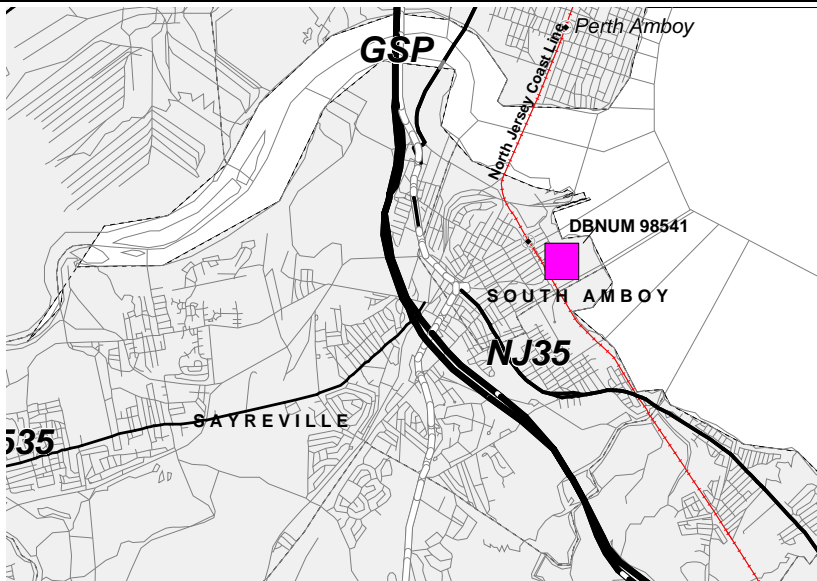 Perth Amboy
GSP
North Jersey Coast Line
DBNUM 98541
SOUTH AMBOY
NJ35
SAYREVILLE
535